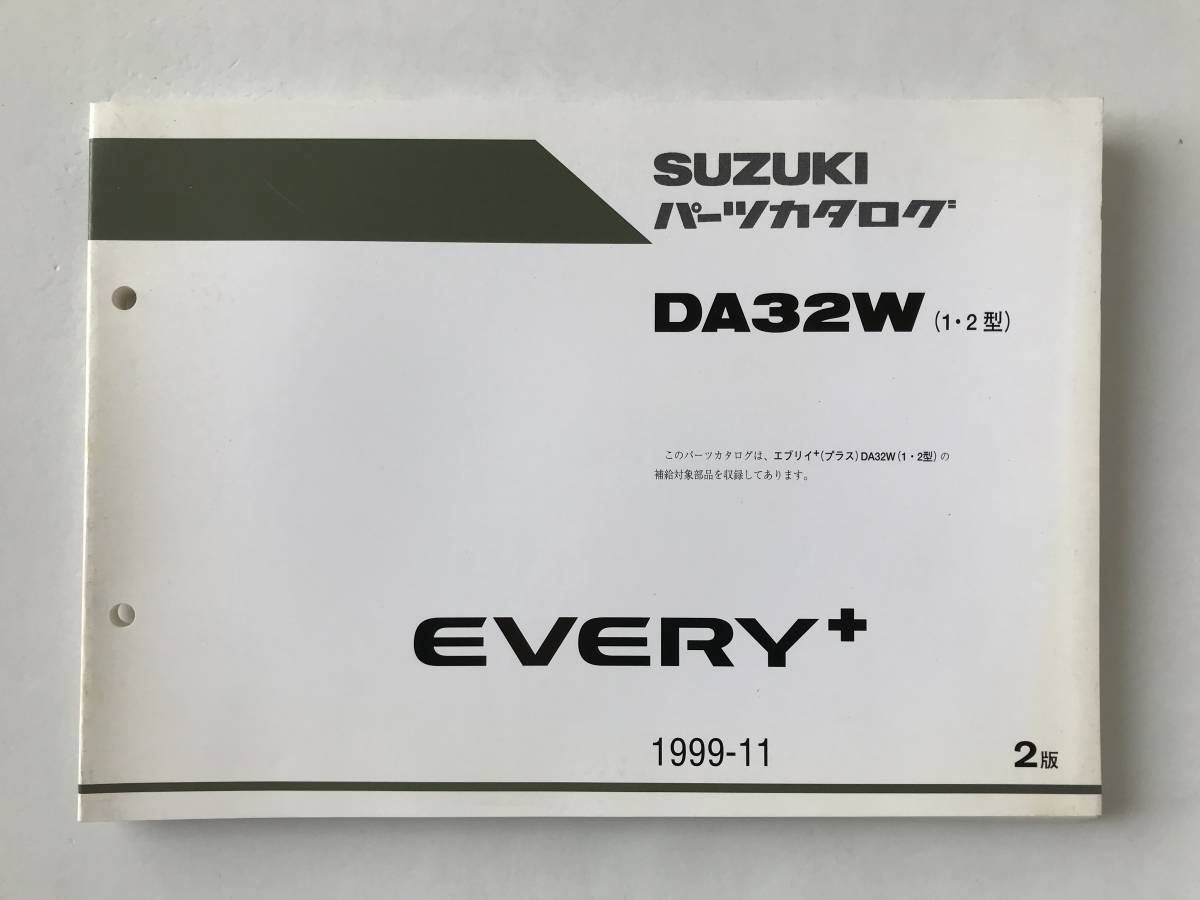 SUZUKI
パーツカタログ
DA32W (1・2型)
このパーツカタログは、エブリイ+(プラス)DA32W(1・2型)の
補給対象部品を収録してあります。
EVERY+
1999-11 2版